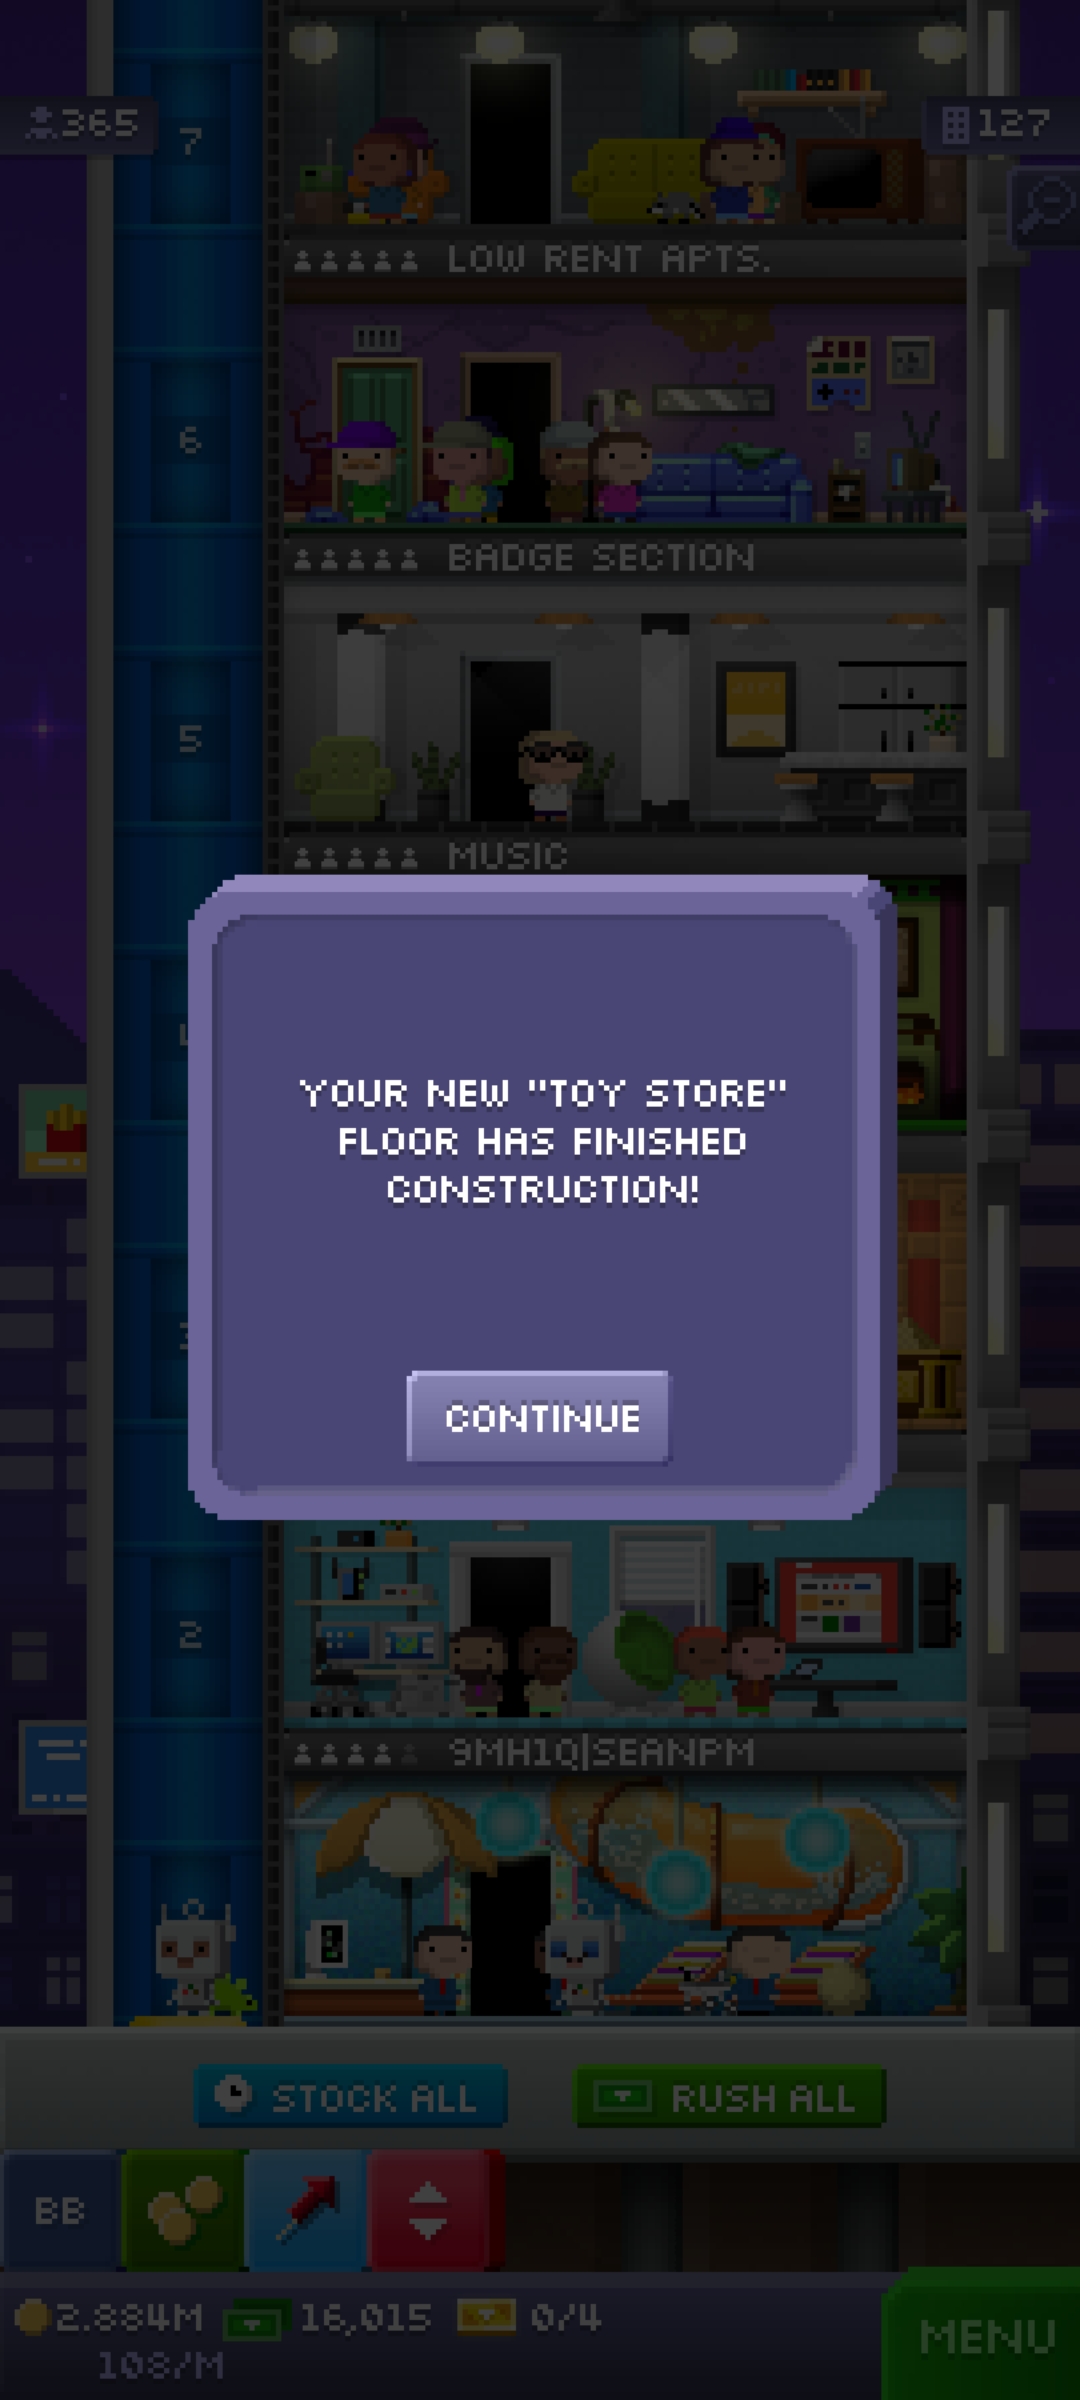 365
7
127
LOW RENT APTS.
6
BADGE SECTION
5
MUSIC
YOUR NEW "TOY STORE"
FLOOR HAS FINISHED
CONSTRUCTION!
CONTINUE
2
9MH1Q|SEANPM
STOCK ALL
RUSH ALL
BB
2.884M
16,015
0/4
MENU
108/M